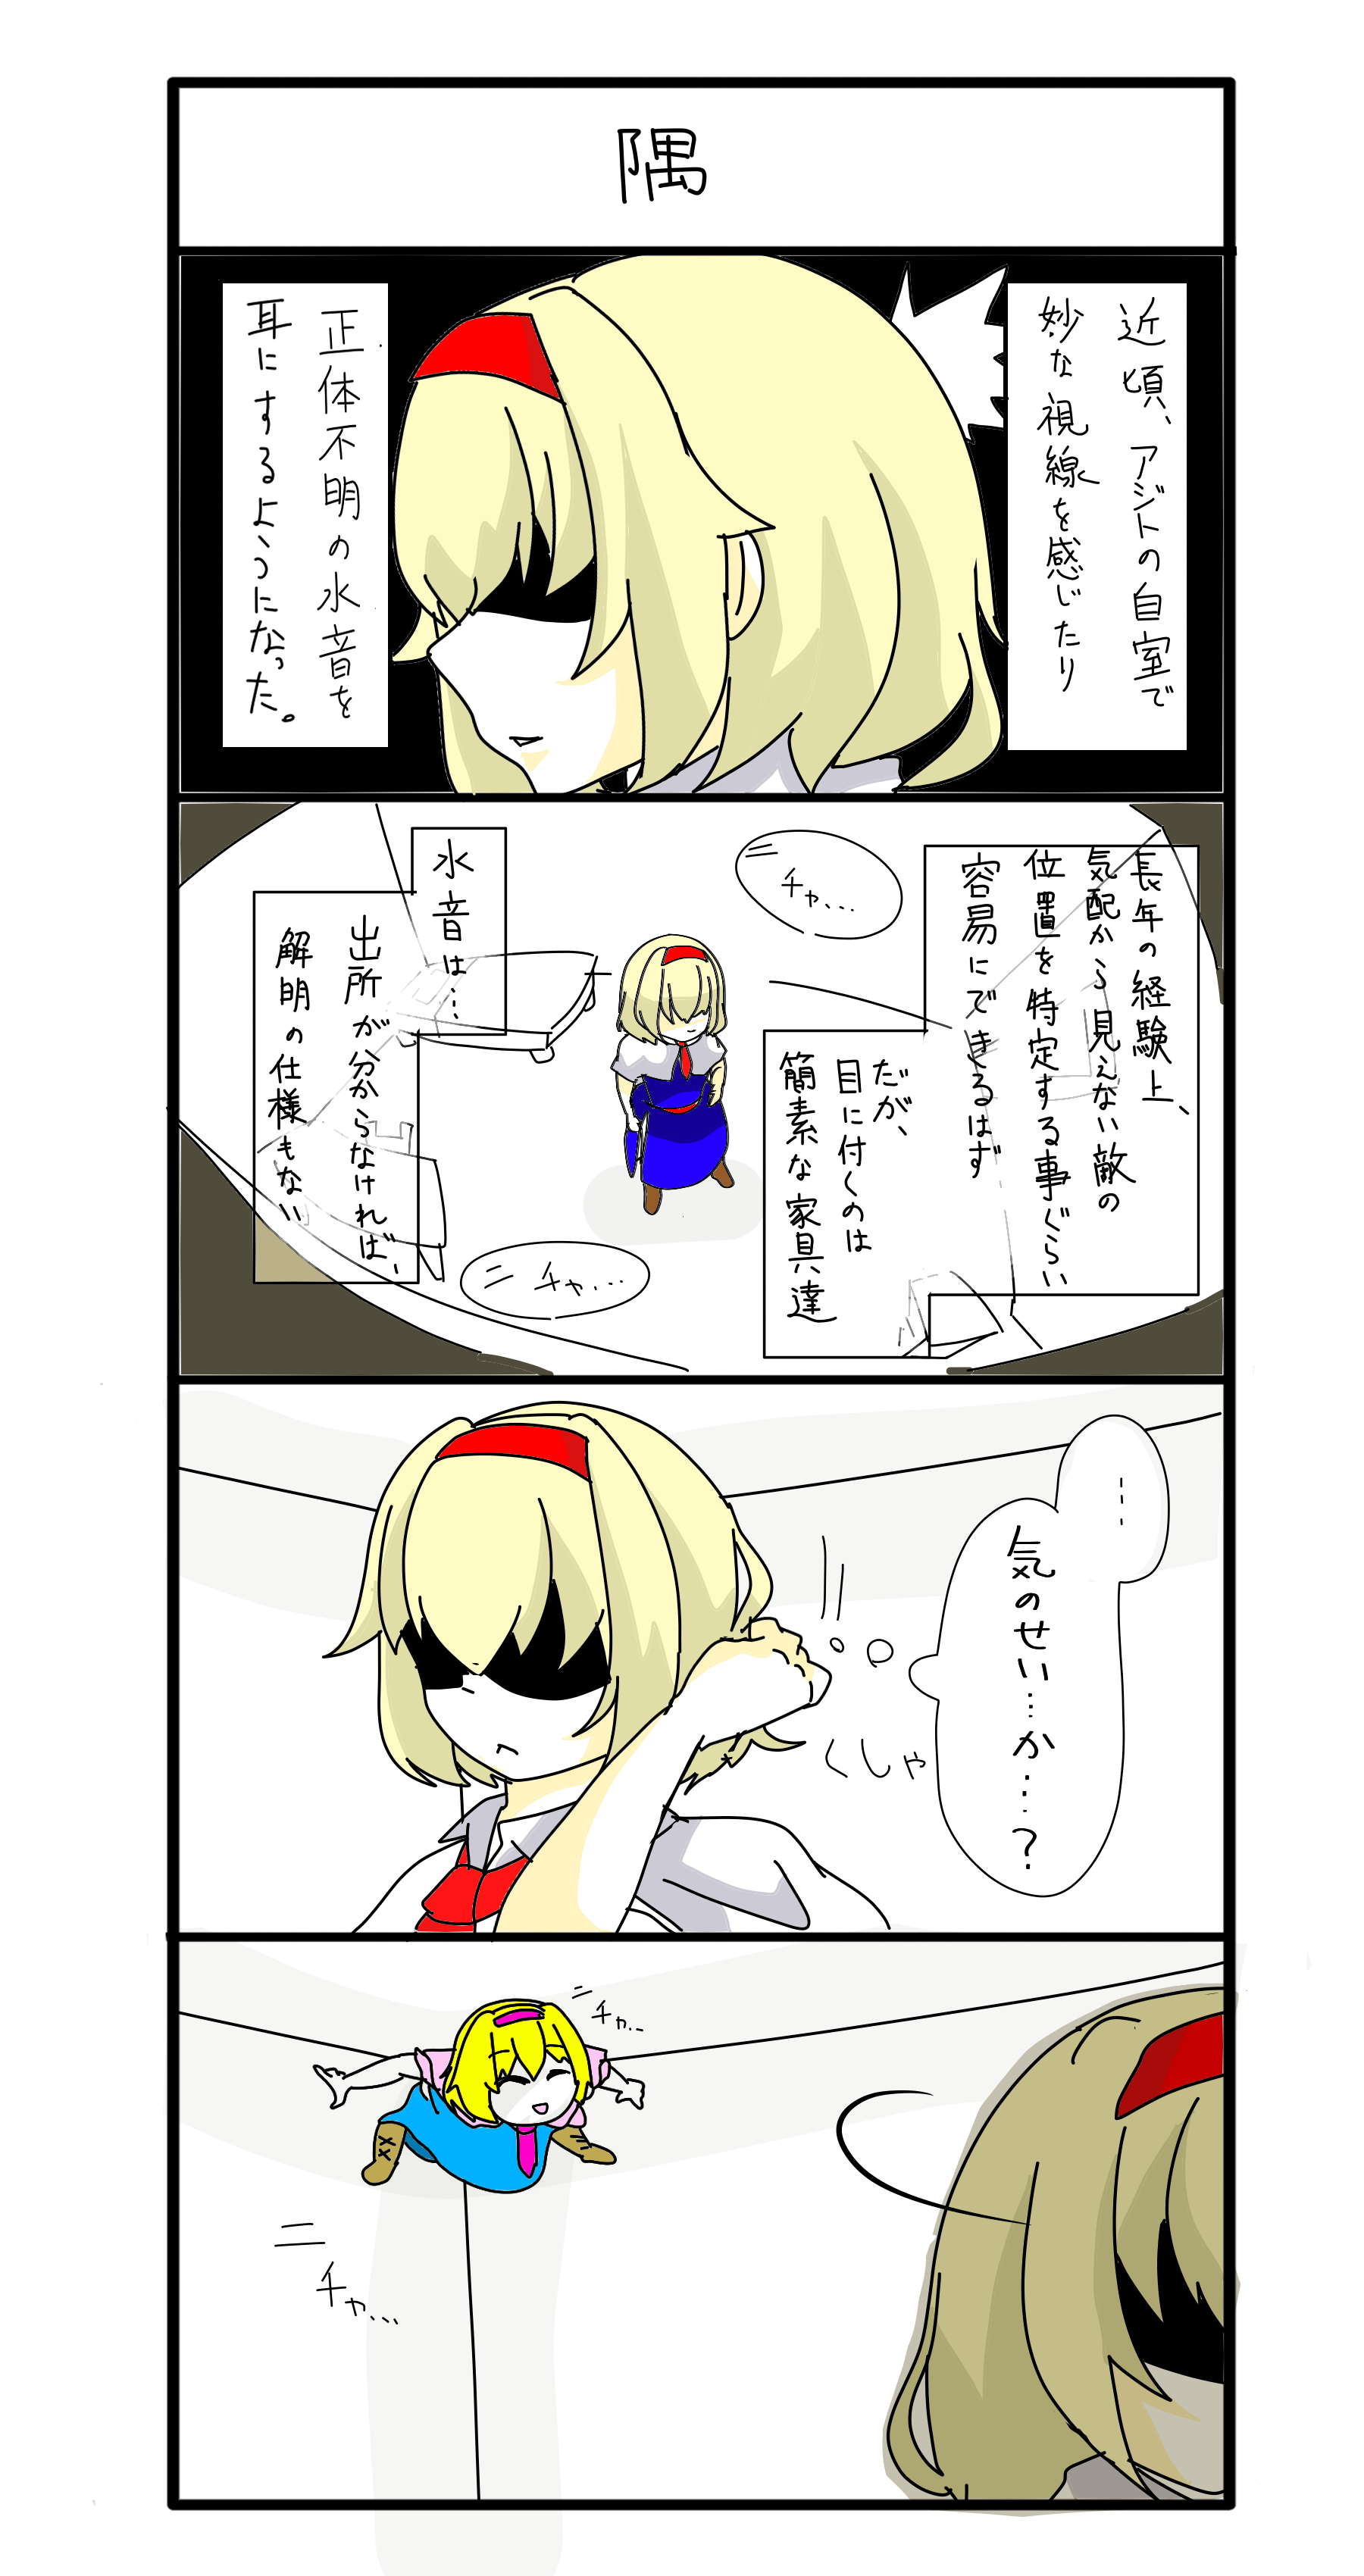 隅
近頃、アジトの自室で
妙な視線を感じたり
正体不明の水音を
耳にするようになった。
長年の経験上、
気配から見えない敵の
位置を特定する事ぐらい
容易にできるはず
だが、
目に付くのは
簡素な家具達
ニチャ...
水音は...
出所が分からなければ、
解明の仕様もない
ニチャ...
...
気のせい...か...?
くしゃ
ニチャ...
ニチャ...